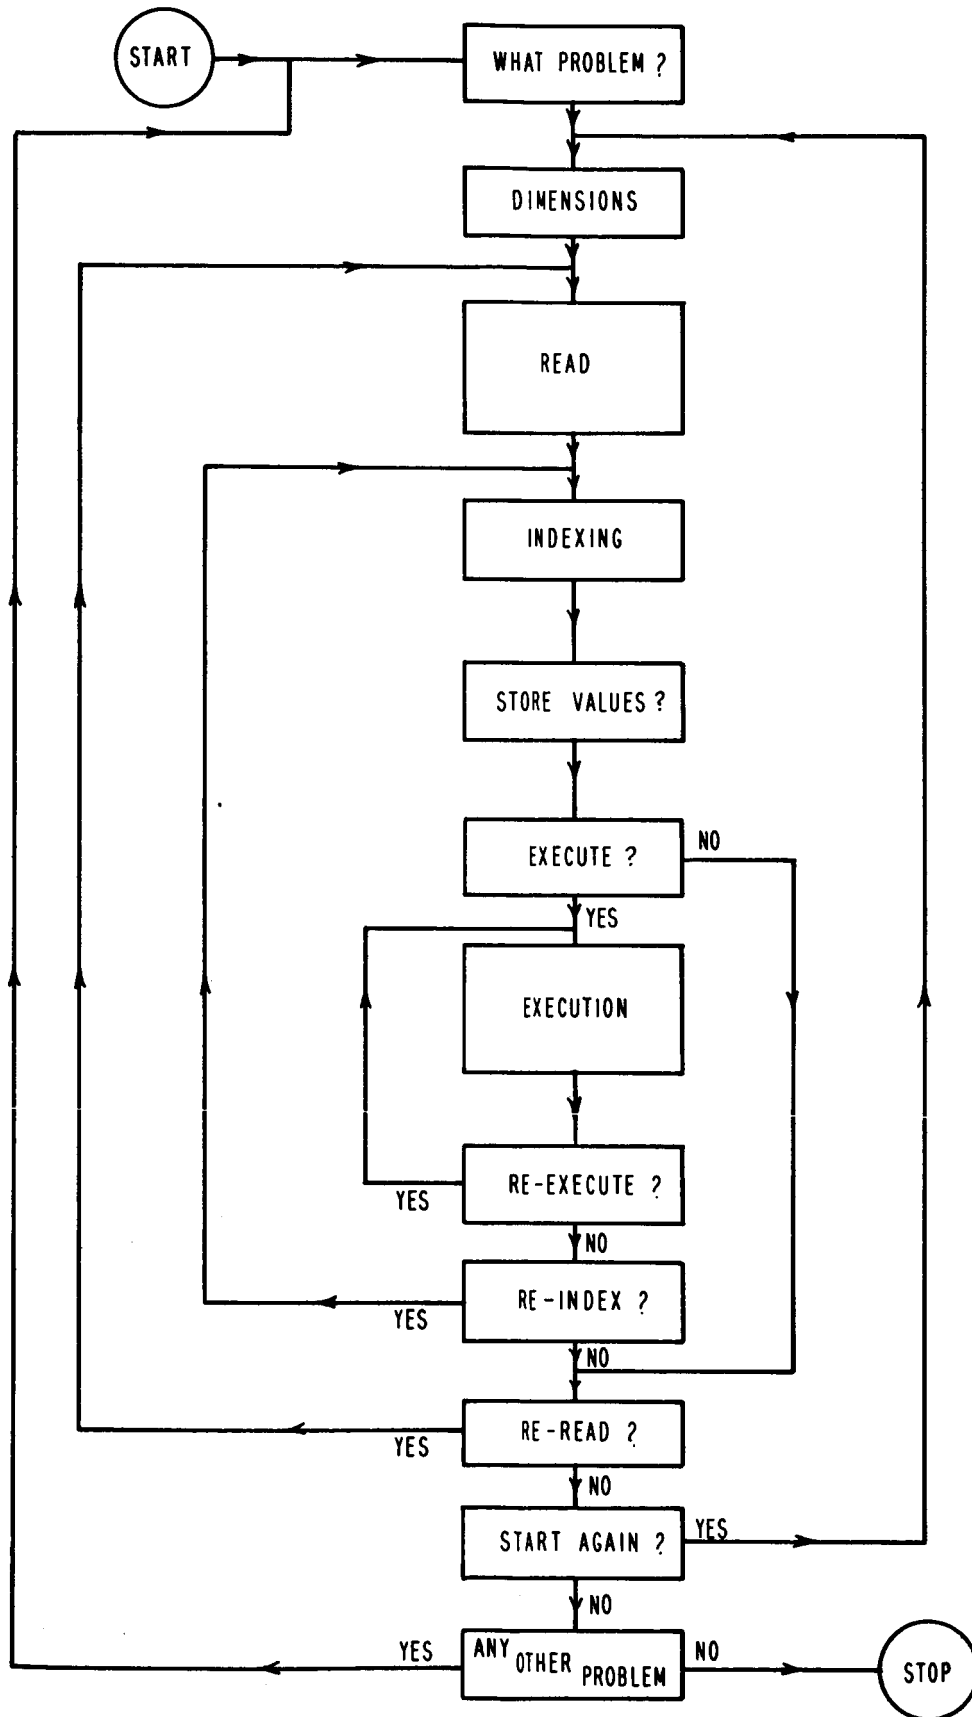 START
WHAT PROBLEM ?
DIMENSIONS
READ
INDEXING
STORE VALUES ?
EXECUTE ?
NO
YES
EXECUTION
RE-EXECUTE ?
YES
NO
RE-INDEX ?
YES
NO
RE-READ ?
YES
NO
START AGAIN ?
YES
NO
ANY OTHER PROBLEM
YES
NO
STOP